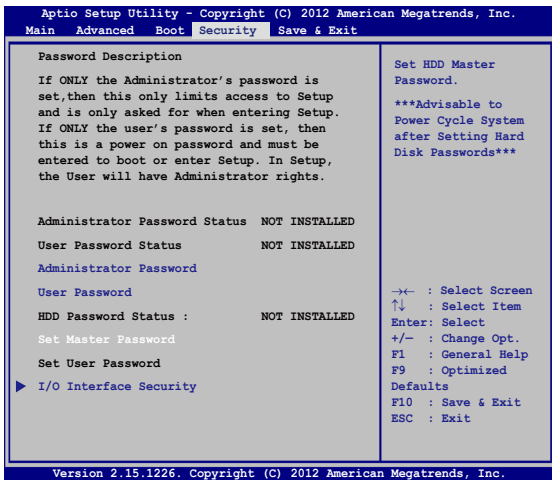 Aptio Setup Utility - Copyright (C) 2012 American Megatrends, Inc.
Main Advanced Boot Security Save & Exit
Password Description
If ONLY the Administrator's password is
set,then this only limits access to Setup
and is only asked for when entering Setup.
If ONLY the user's password is set, then
this is a power on password and must be
entered to boot or enter Setup. In Setup,
the User will have Administrator rights.
Administrator Password Status NOT INSTALLED
User Password Status NOT INSTALLED
Administrator Password
User Password
HDD Password Status : NOT INSTALLED
Set Master Password
Set User Password
I/O Interface Security
Set HDD Master
Password.
***Advisable to
Power Cycle System
after Setting Hard
Disk Passwords***
→← : Select Screen
↑↓ : Select Item
Enter: Select
+/— : Change Opt.
F1 : General Help
F9 : Optimized
Defaults
F10 : Save & Exit
ESC : Exit
Version 2.15.1226. Copyright (C) 2012 American Megatrends, Inc.